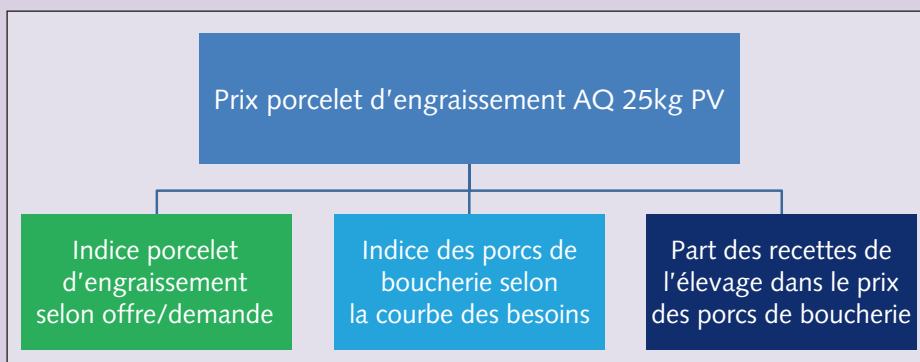 Prix porcelet d'engraissement AQ 25kg PV
Indice porcelet
d'engraissement
selon offre/demande
Indice des porcs de
boucherie selon
la courbe des besoins
Part des recettes de
l'élevage dans le prix
des porcs de boucherie